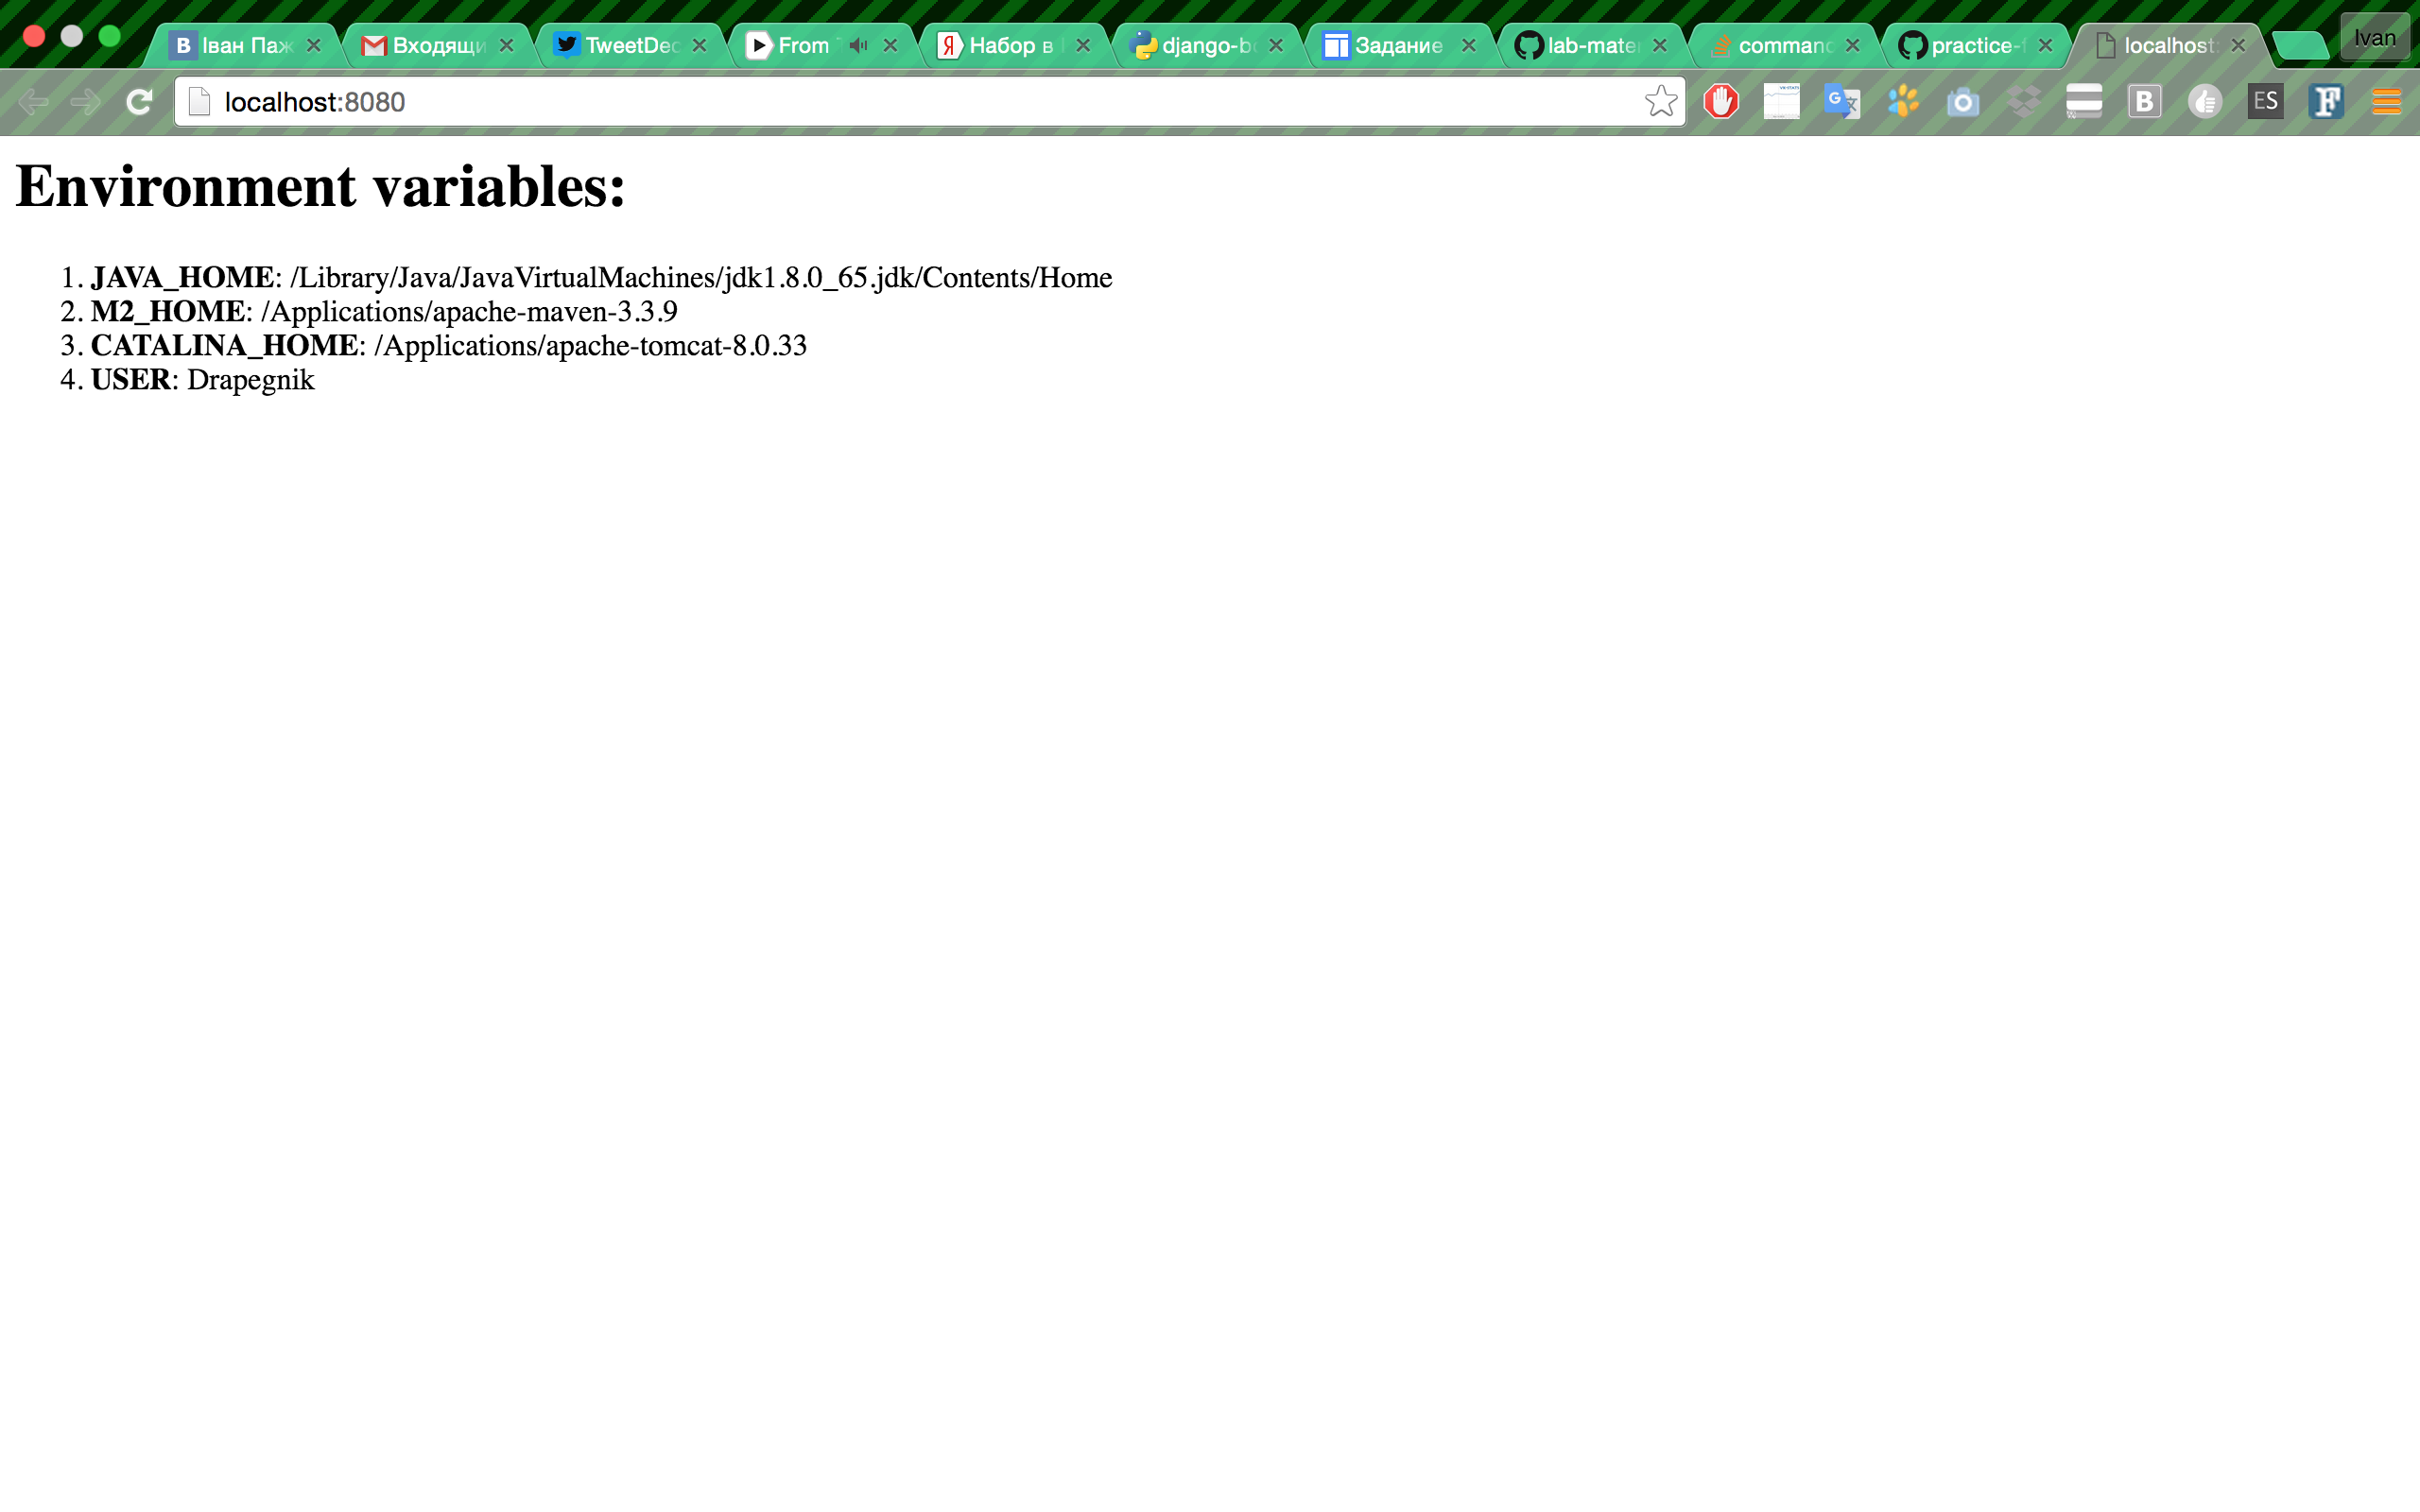 Іван Паж
Входящи
TweetDec
From
Набор в
django-bo
Задание
lab-mater
command
practice-f
localhost:
Ivan
localhost:8080
ES
Environment variables:
1. JAVA_HOME: /Library/Java/JavaVirtualMachines/jdk1.8.0_65.jdk/Contents/Home
2. M2_HOME: /Applications/apache-maven-3.3.9
3. CATALINA_HOME: /Applications/apache-tomcat-8.0.33
4. USER: Drapegnik